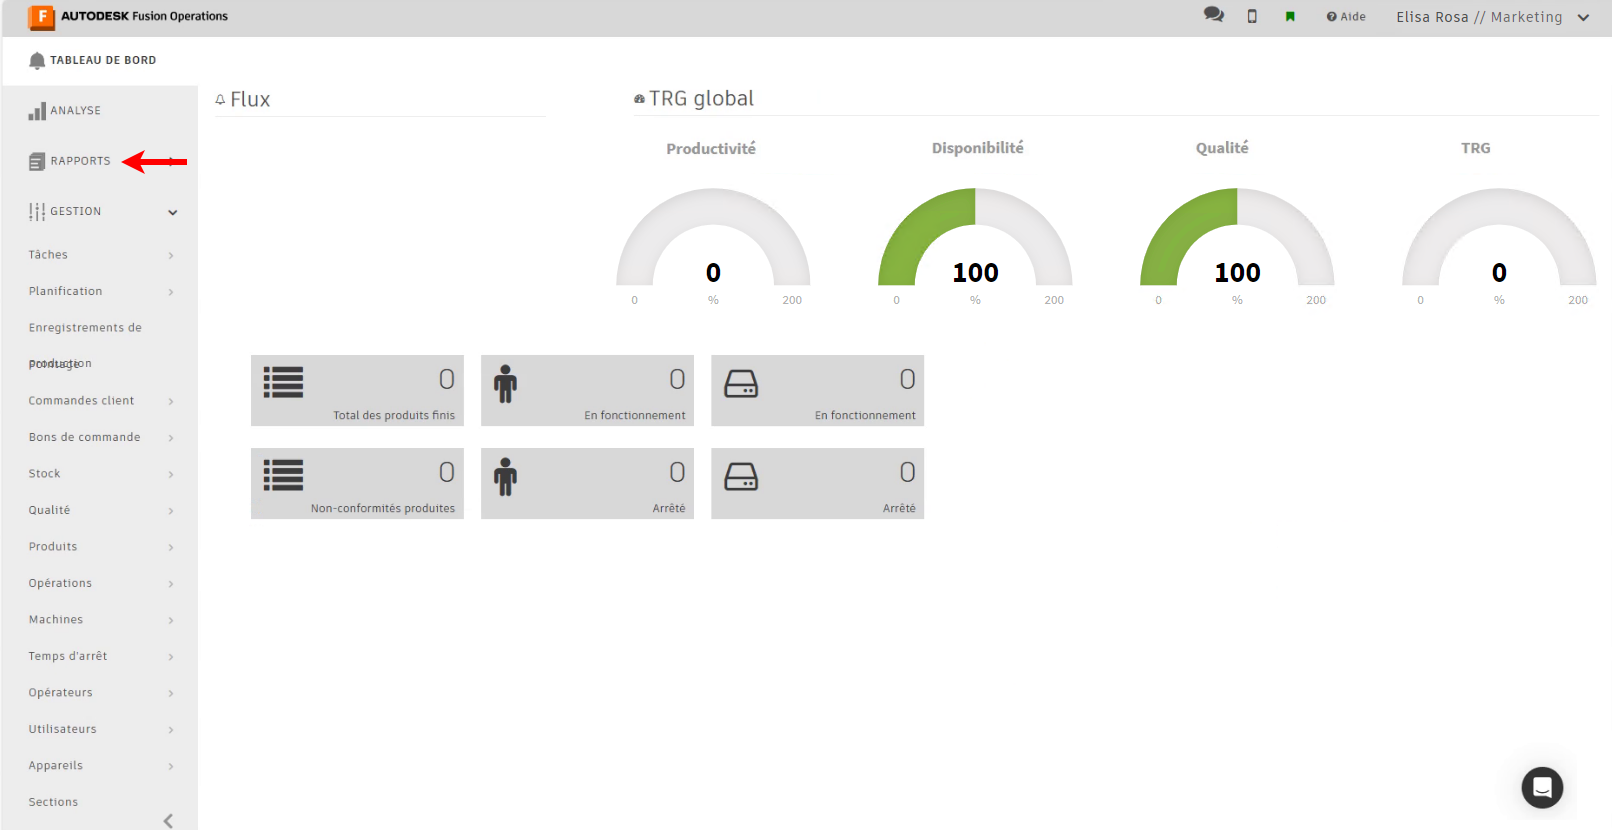 F AUTODESK Fusion Operations
Aide
Elisa Rosa // Marketing
TABLEAU DE BORD
ANALYSE
RAPPORTS
GESTION
Tâches
Planification
Enregistrements de
production
Pointage
Commandes client
Bons de commande
Stock
Qualité
Produits
Opérations
Machines
Temps d'arrêt
Opérateurs
Utilisateurs
Appareils
Sections
Flux
TRG global
Productivité
0
0 % 200
Disponibilité
100
0 % 200
Qualité
100
0 % 200
TRG
0
0 % 200
0
Total des produits finis
0
En fonctionnement
0
En fonctionnement
0
Non-conformités produites
0
Arrêté
0
Arrêté